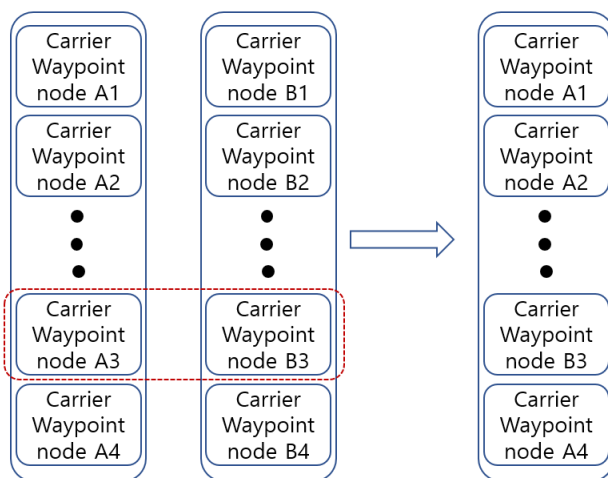 Carrier
Waypoint
node A1
Carrier
Waypoint
node A2
Carrier
Waypoint
node A3
Carrier
Waypoint
node A4
Carrier
Waypoint
node B1
Carrier
Waypoint
node B2
Carrier
Waypoint
node B3
Carrier
Waypoint
node B4
Carrier
Waypoint
node A1
Carrier
Waypoint
node A2
Carrier
Waypoint
node B3
Carrier
Waypoint
node A4